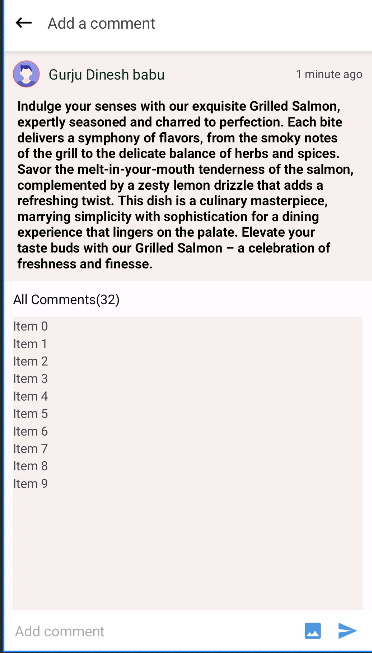 Add a comment
Gurju Dinesh babu 1 minute ago
Indulge your senses with our exquisite Grilled Salmon,
expertly seasoned and charred to perfection. Each bite
delivers a symphony of flavors, from the smoky notes
of the grill to the delicate balance of herbs and spices.
Savor the melt-in-your-mouth tenderness of the salmon,
complemented by a zesty lemon drizzle that adds a
refreshing twist. This dish is a culinary masterpiece,
marrying simplicity with sophistication for a dining
experience that lingers on the palate. Elevate your
taste buds with our Grilled Salmon – a celebration of
freshness and finesse.
All Comments(32)
Item 0
Item 1
Item 2
Item 3
Item 4
Item 5
Item 6
Item 7
Item 8
Item 9
Add comment